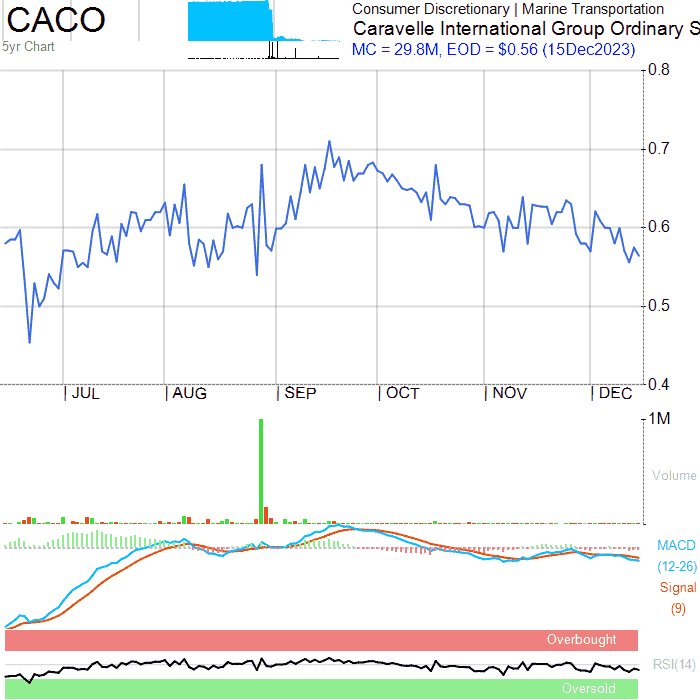 CACO
5yr Chart
Consumer Discretionary | Marine Transportation
Caravelle International Group Ordinary S
MC = 29.8M, EOD = $0.56 (15Dec2023)
0.8
0.7
0.6
0.5
0.4
JUL AUG SEP OCT NOV DEC
1M
Volume
MACD
(12-26)
Signal
(9)
Overbought
RSI(14)
Oversold